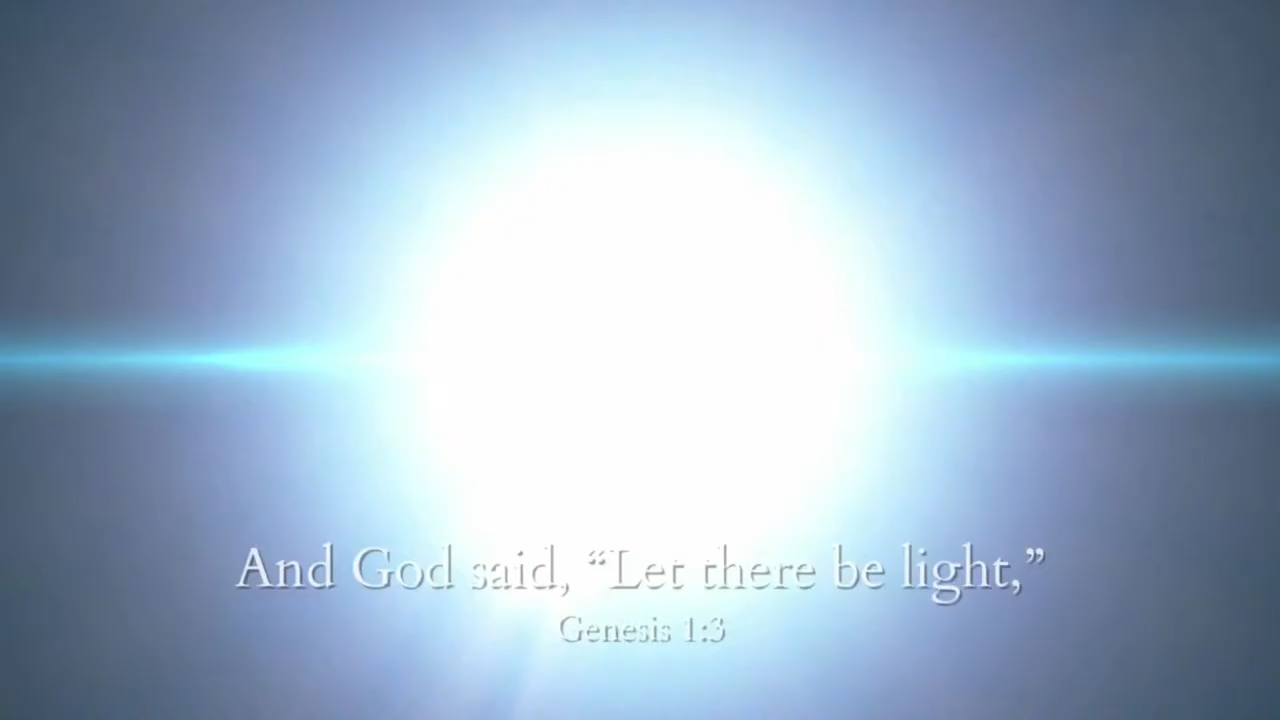 And God said, “Let there be light,”
Genesis 1:3